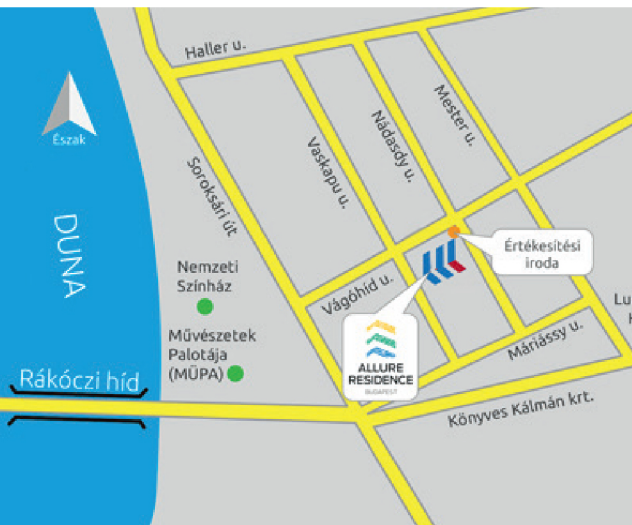 Haller u.
Mester u.
Nádasdy u.
Vaskapu u.
Észak
Soroksári út
DUNA
Értékesítési
iroda
Nemzeti
Színház
Vágóhíd u.
Művészetek
Palotája
(MÜPA)
Máriássy u.
ALLURE
RESIDENCE
BUDAPEST
Rákóczi híd
Könyves Kálmán krt.